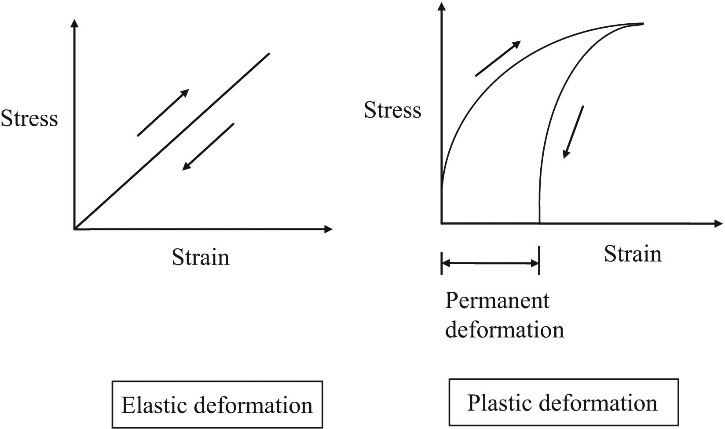 Stress
Strain
Elastic deformation
Stress
Strain
Permanent
deformation
Plastic deformation